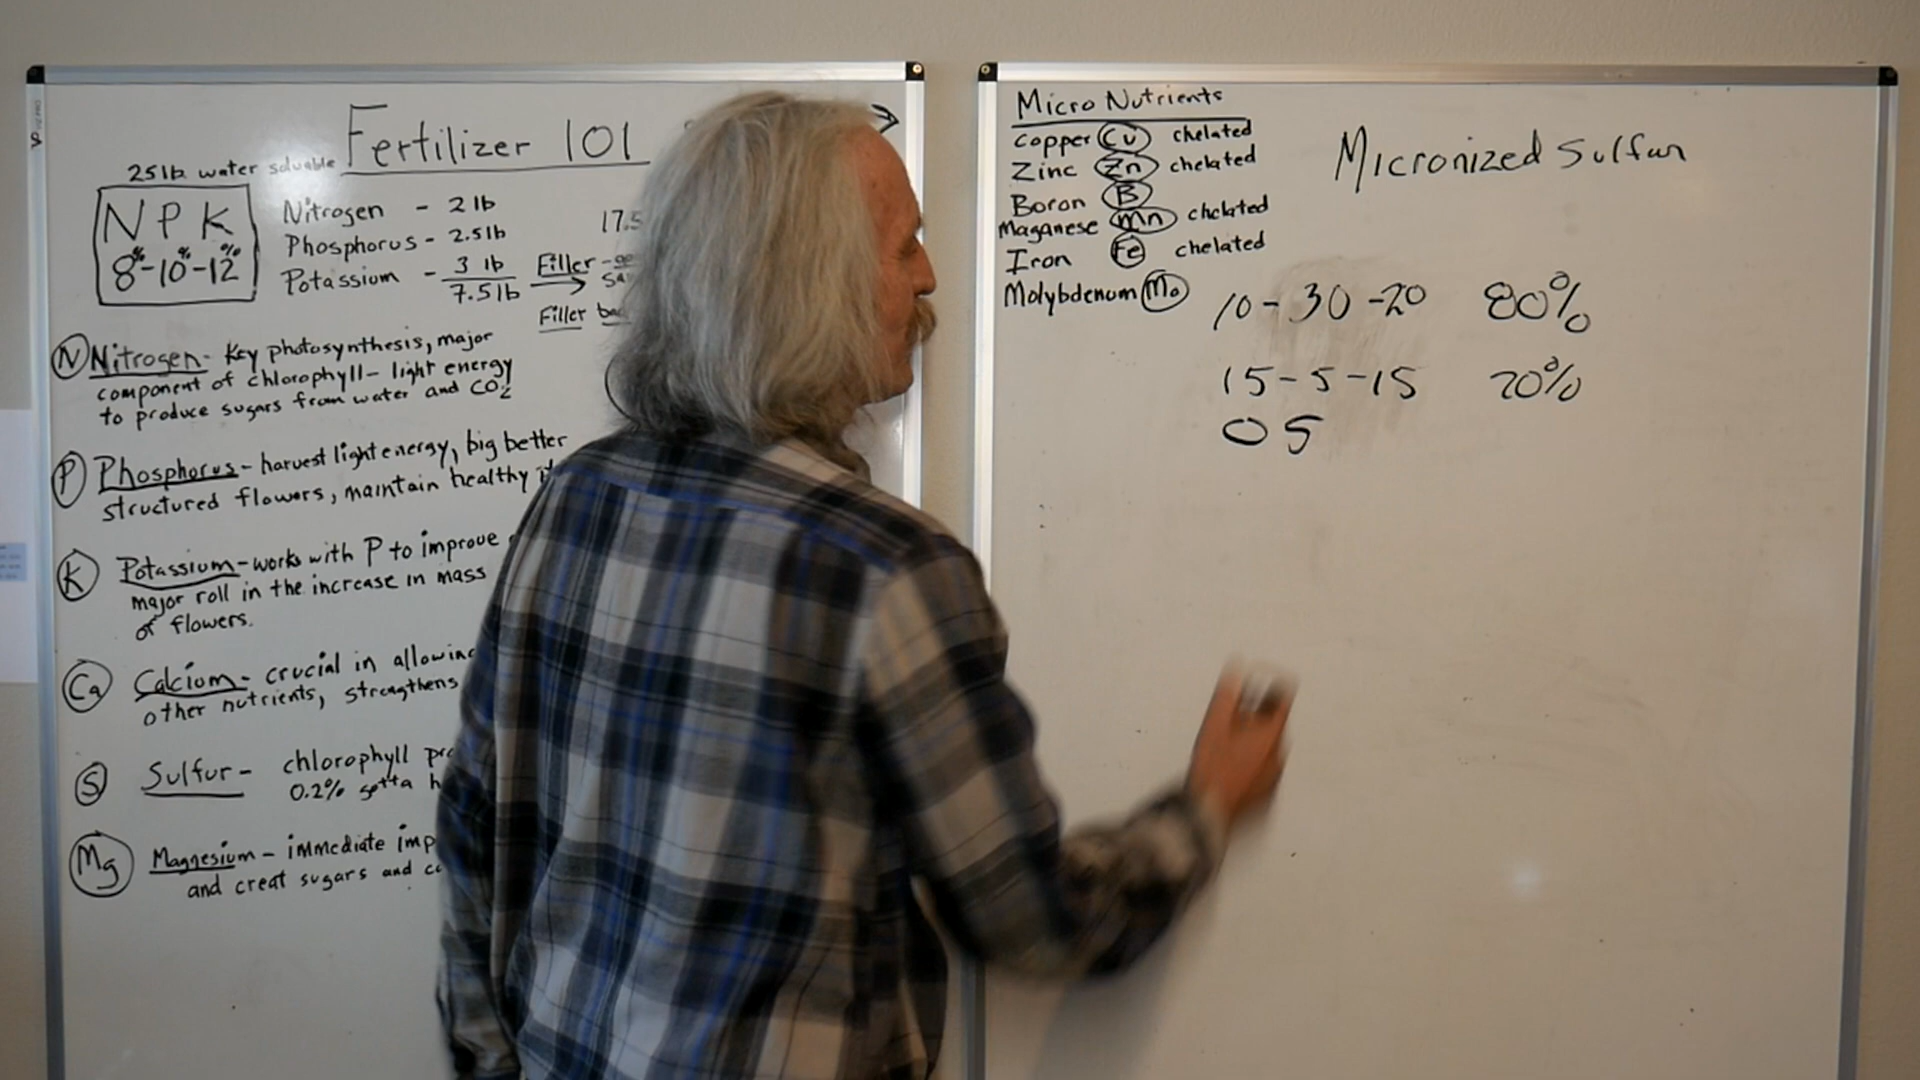 Fertilizer 101
25lb water soluable
N P K
8%-10%-12%
Nitrogen - 2 lb
Phosphorus - 2.5lb
Potassium - 3 lb
7.5lb
17.5
Filler -
Filler
N Nitrogen - Key photosynthesis, major
component of chlorophyll - light energy
to produce sugars from water and CO2
P Phosphorus - harvest light energy, big better
structured flowers, maintain healthy
K Potassium - works with P to improve
major roll in the increase in mass
of flowers.
Ca Calcium - crucial in allowing
other nutrients, strengthens
S Sulfur - chlorophyll
0.2% gotta
Mg Magnesium - immediate
and creat sugars and
Micro Nutrients
Copper Cu chelated
Zinc Zn chelated
Boron B
Maganese Mn chelated
Iron Fe chelated
Molybdenum Mo
Micronized Sulfur
10-30-20 80%
15-5-15 20%
05